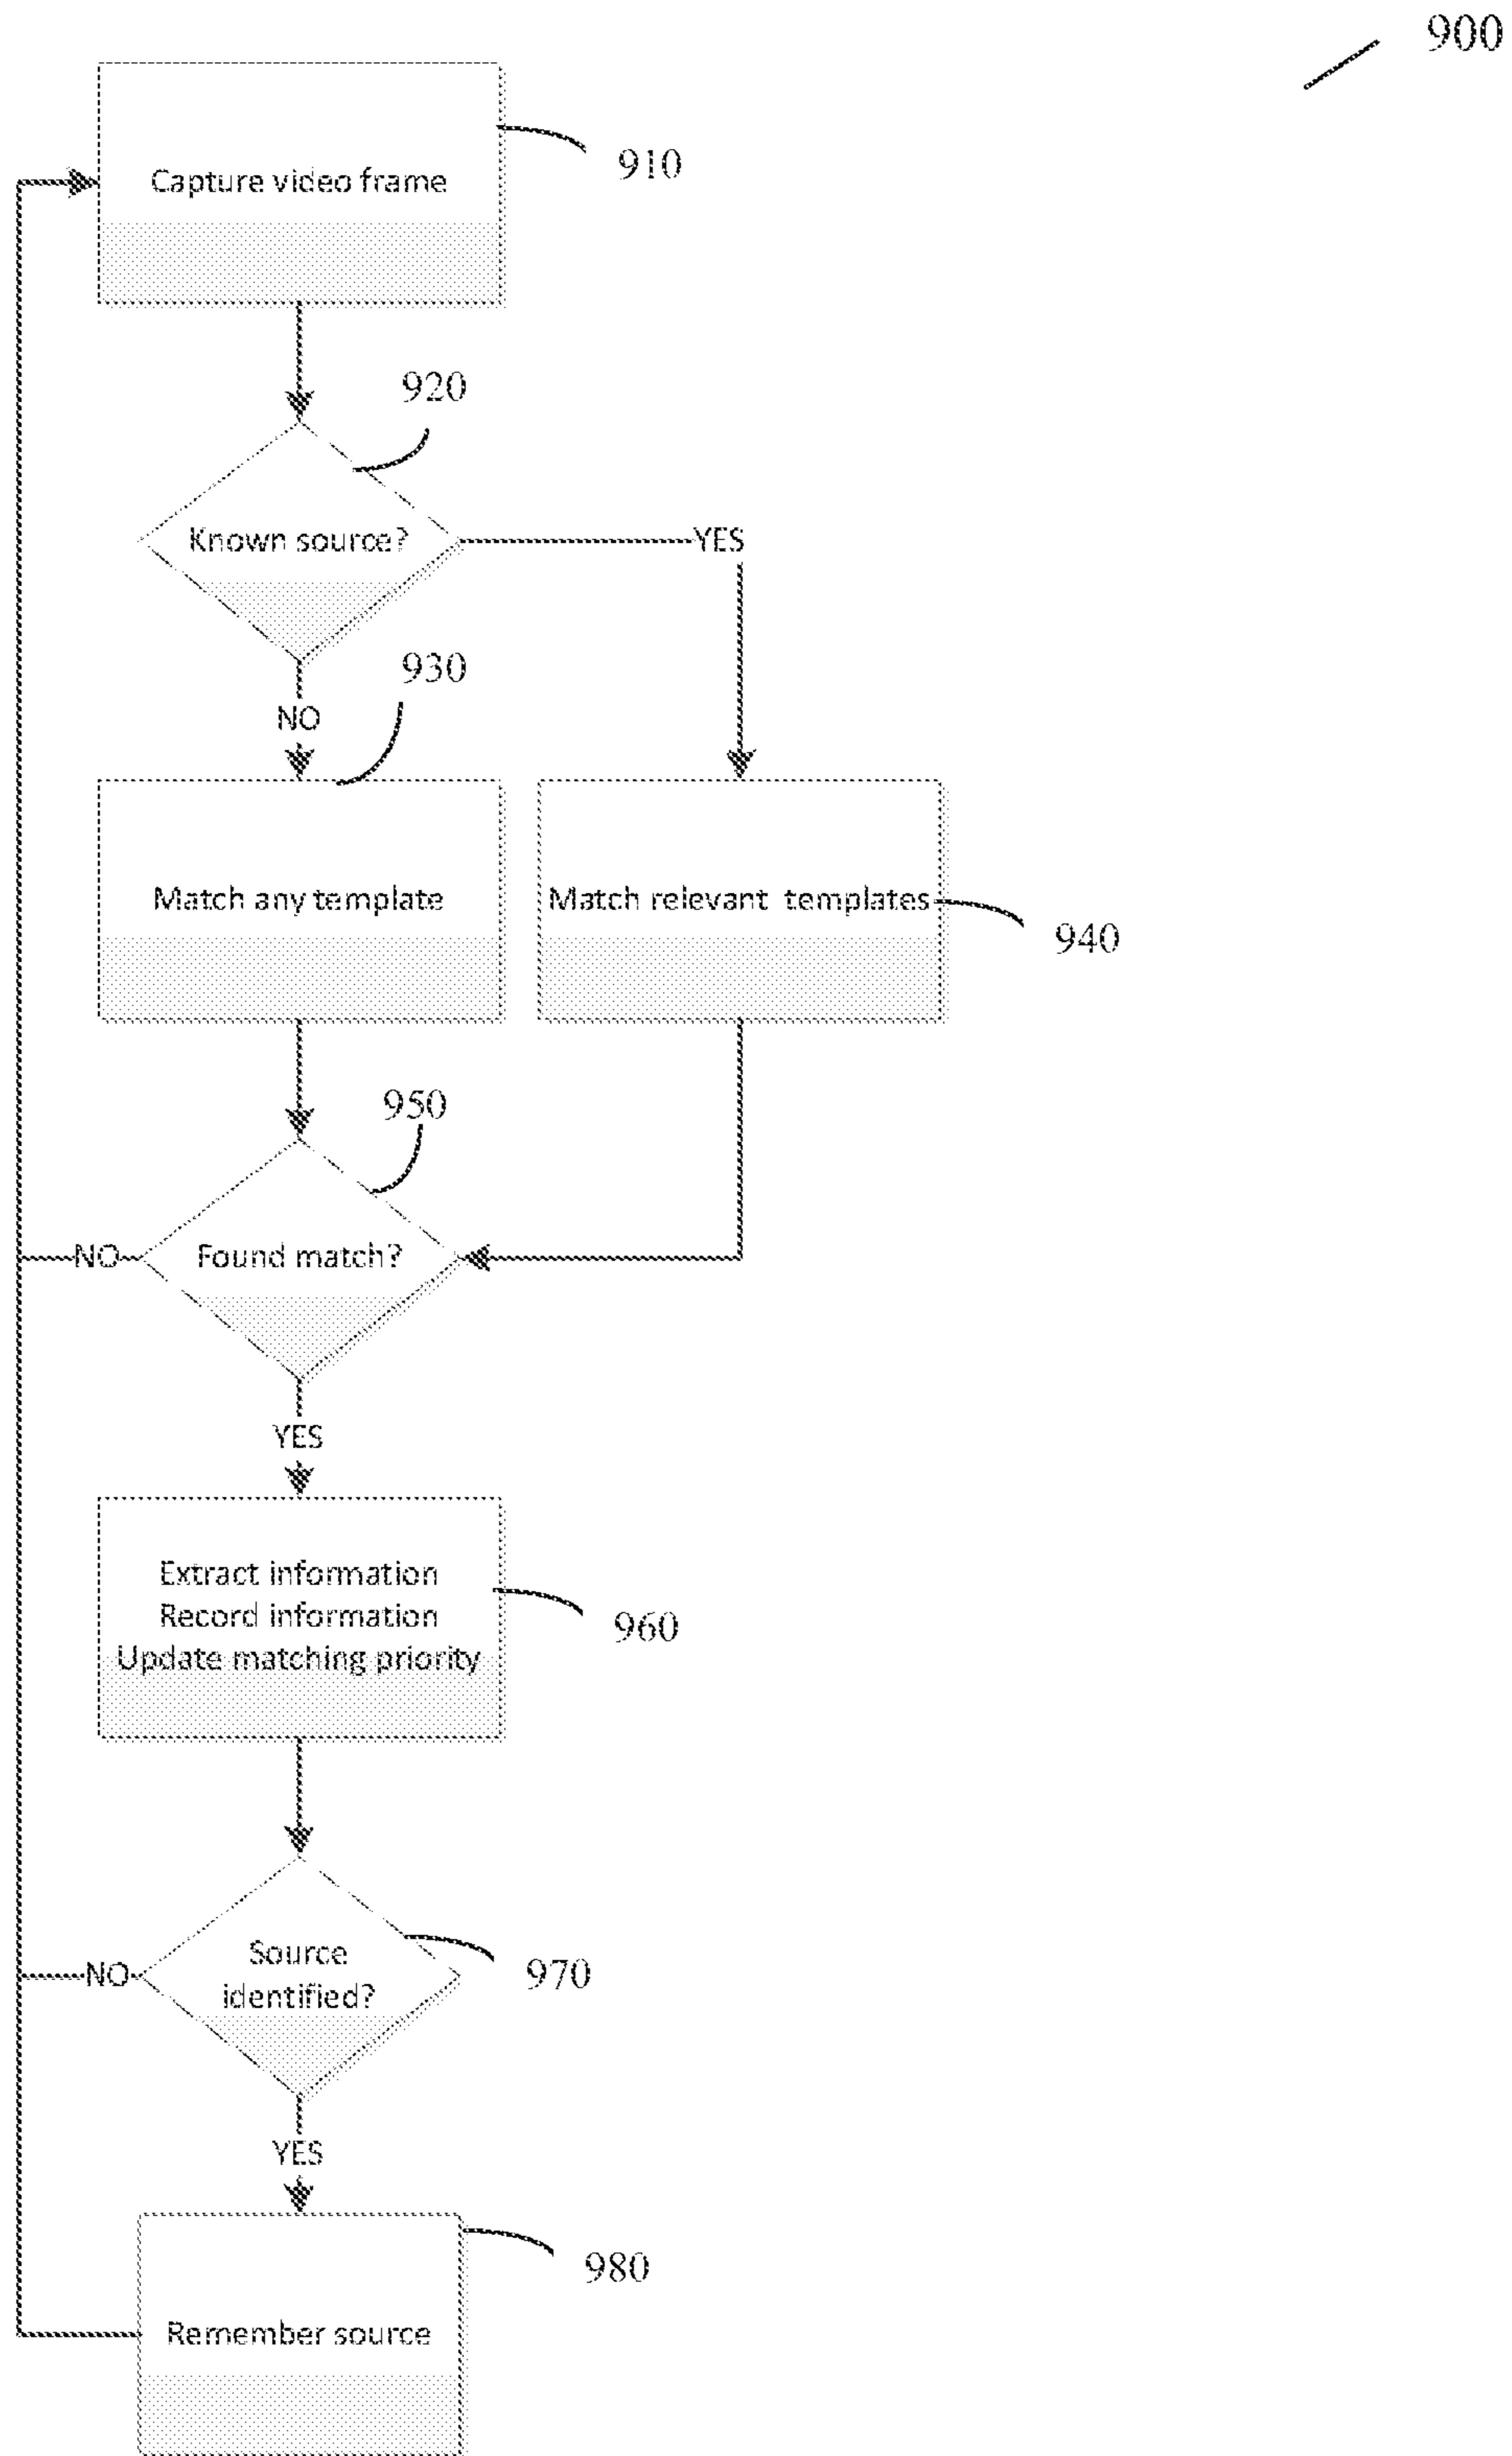 900
Capture video frame
910
920
Known source?
YES
930
NO
Match any template
Match relevant templates
940
950
Found match?
NO
YES
Extract information
Record information
Update matching priority
960
Source
identified?
970
NO
YES
980
Remember source